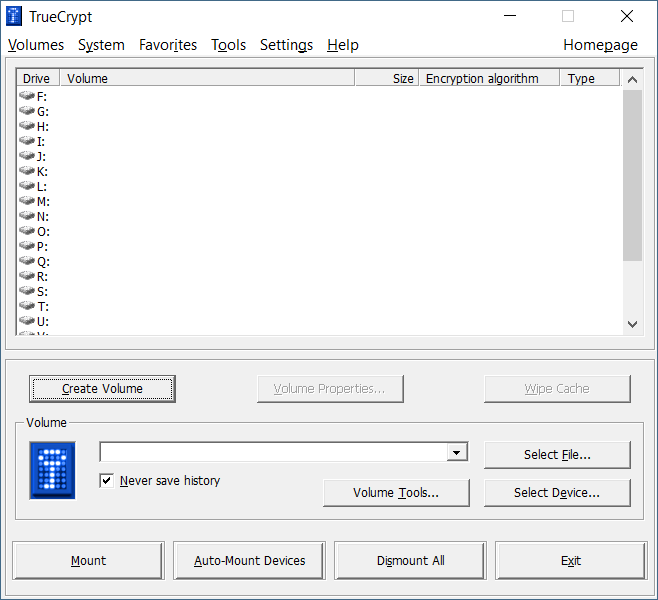 TrueCrypt
Volumes System Favorites Tools Settings Help Homepage
Drive Volume Size Encryption algorithm Type
F:
G:
H:
I:
J:
K:
L:
M:
N:
O:
P:
Q:
R:
S:
T:
U:
Create Volume Volume Properties... Wipe Cache
Volume
Select File...
Never save history
Volume Tools... Select Device...
Mount Auto-Mount Devices Dismount All Exit